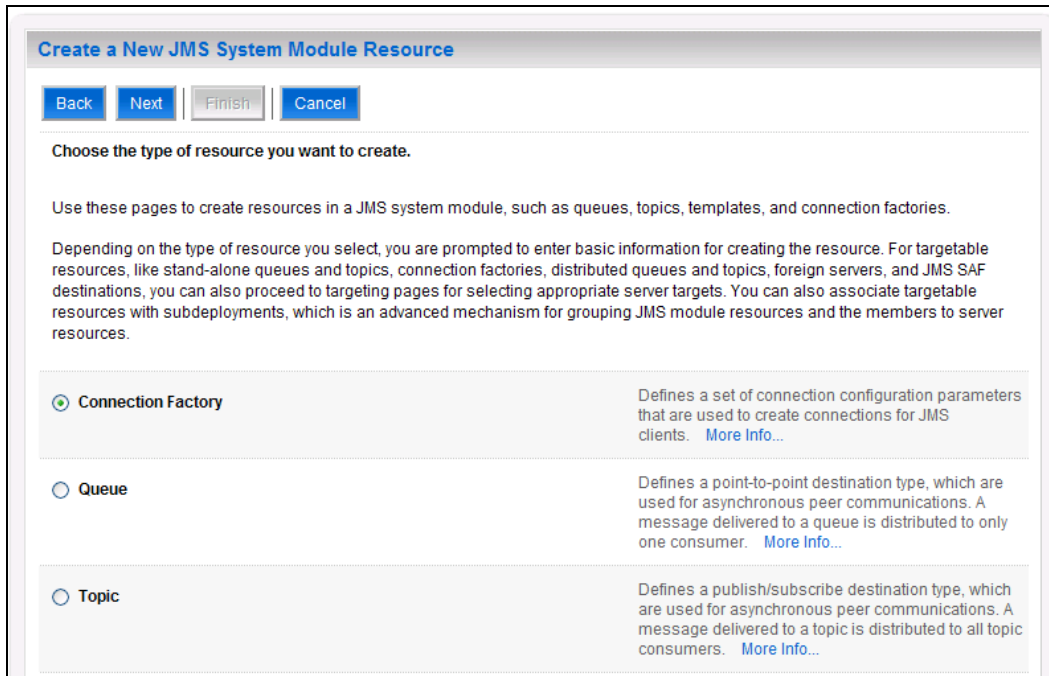 Create a New JMS System Module Resource
Back Next Finish Cancel
Choose the type of resource you want to create.
Use these pages to create resources in a JMS system module, such as queues, topics, templates, and connection factories.
Depending on the type of resource you select, you are prompted to enter basic information for creating the resource. For targetable
resources, like stand-alone queues and topics, connection factories, distributed queues and topics, foreign servers, and JMS SAF
destinations, you can also proceed to targeting pages for selecting appropriate server targets. You can also associate targetable
resources with subdeployments, which is an advanced mechanism for grouping JMS module resources and the members to server
resources.
Connection Factory
Defines a set of connection configuration parameters
that are used to create connections for JMS
clients. More Info...
Queue
Defines a point-to-point destination type, which are
used for asynchronous peer communications. A
message delivered to a queue is distributed to only
one consumer. More Info...
Topic
Defines a publish/subscribe destination type, which
are used for asynchronous peer communications. A
message delivered to a topic is distributed to all topic
consumers. More Info...